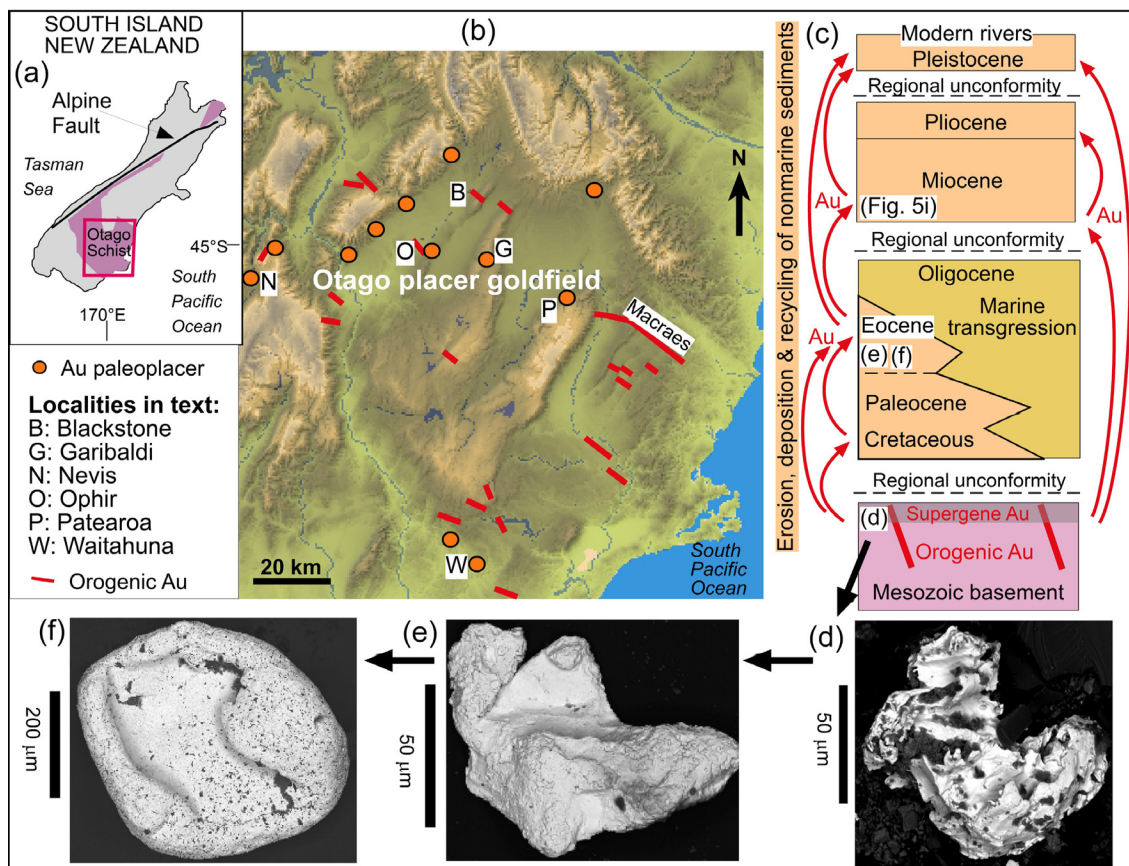 SOUTH ISLAND
NEW ZEALAND
(a)
Alpine
Fault
Tasman
Sea
Otago
Schist
45°S
South
Pacific
Ocean
170°E
Au paleoplacer
Localities in text:
B: Blackstone
G: Garibaldi
N: Nevis
O: Ophir
P: Patearoa
W: Waitahuna
Orogenic Au
(b)
N
B
O
G
N
Otago placer goldfield
P
Macraes
W
20 km
South
Pacific
Ocean
Erosion, deposition & recycling of nonmarine sediments
(c)
Modern rivers
Pleistocene
Regional unconformity
Pliocene
Miocene
Au
(Fig. 5i)
Au
Regional unconformity
Oligocene
Marine
transgression
Eocene
Au
(e) (f)
Paleocene
Cretaceous
Regional unconformity
(d)
Supergene Au
Orogenic Au
Mesozoic basement
(f)
200 µm
(e)
50 µm
(d)
50 µm